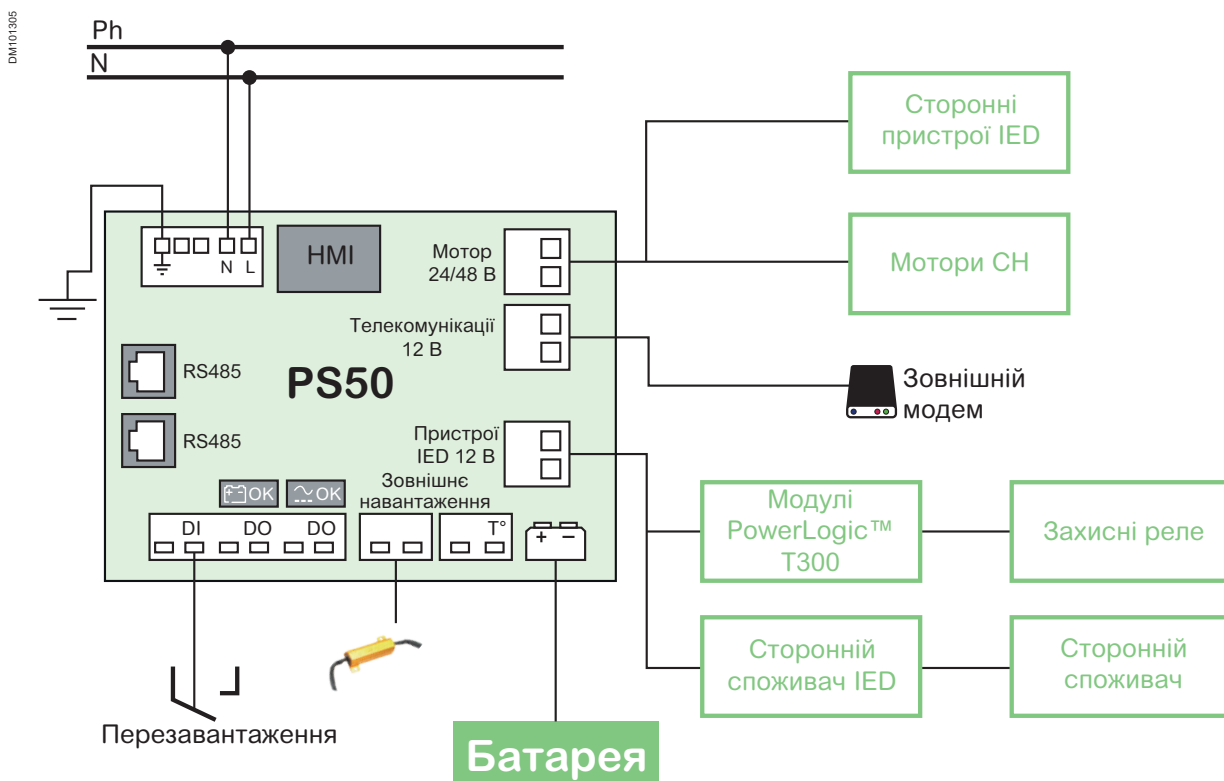 DM101305
Ph
N
Сторонні
пристрої IED
N L
HMI
Мотор
24/48 В
Мотори СН
Телекомунікації
12 В
RS485
PS50
Зовнішній
модем
RS485
Пристрої
IED 12 В
Зовнішнє
навантаження
OK
OK
DI DO DO
T°
+ −
Модулі
PowerLogic™
T300
Захисні реле
Сторонній
споживач IED
Сторонній
споживач
Перезавантаження
Батарея